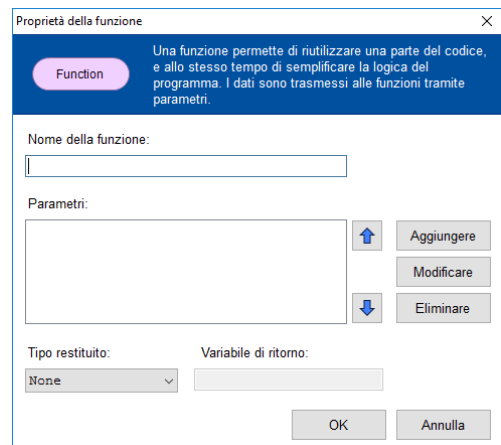 Proprietà della funzione
Function
Una funzione permette di riutilizzare una parte del codice,
e allo stesso tempo di semplificare la logica del
programma. I dati sono trasmessi alle funzioni tramite
parametri.
Nome della funzione:
Parametri:
Aggiungere
Modificare
Eliminare
Tipo restituito:
Variabile di ritorno:
None
OK
Annulla